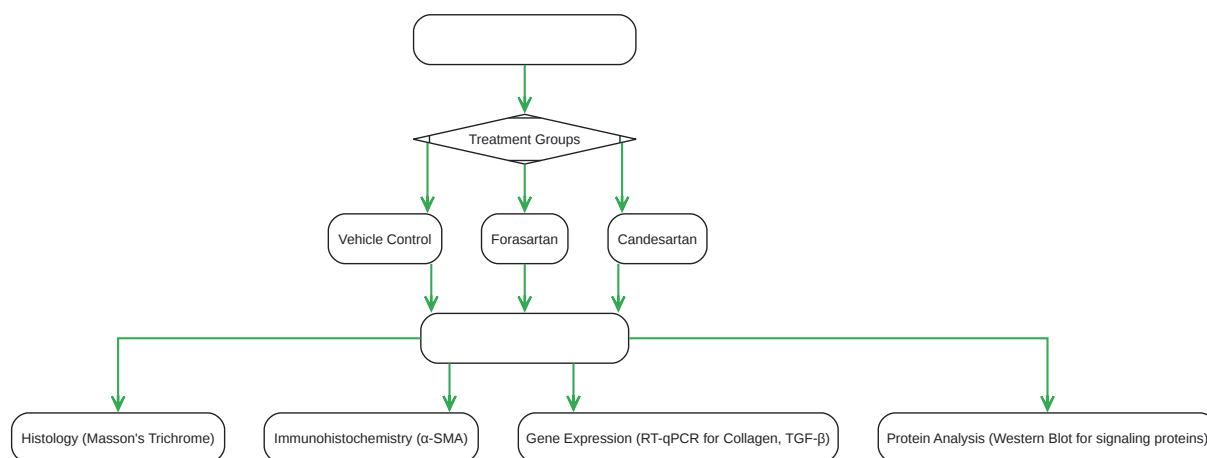 Treatment Groups
Vehicle Control
Forasartan
Candesartan
Histology (Masson's Trichrome)
Immunohistochemistry (α-SMA)
Gene Expression (RT-qPCR for Collagen, TGF-β)
Protein Analysis (Western Blot for signaling proteins)